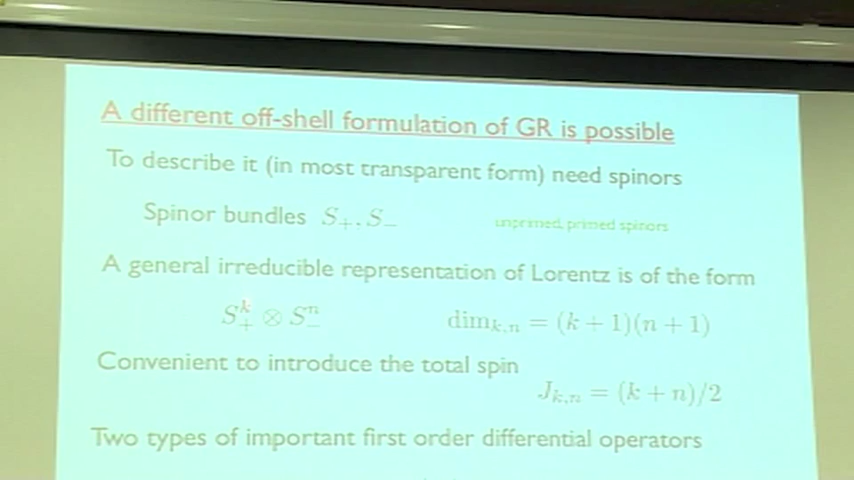 A different off-shell formulation of GR is possible
To describe it (in most transparent form) need spinors
Spinor bundles S₊, S₋ unprimed, primed spinors
A general irreducible representation of Lorentz is of the form
S₊ᵏ ⊗ S₋ⁿ dimₖ,ₙ = (k + 1)(n + 1)
Convenient to introduce the total spin
Jₖ,ₙ = (k + n)/2
Two types of important first order differential operators